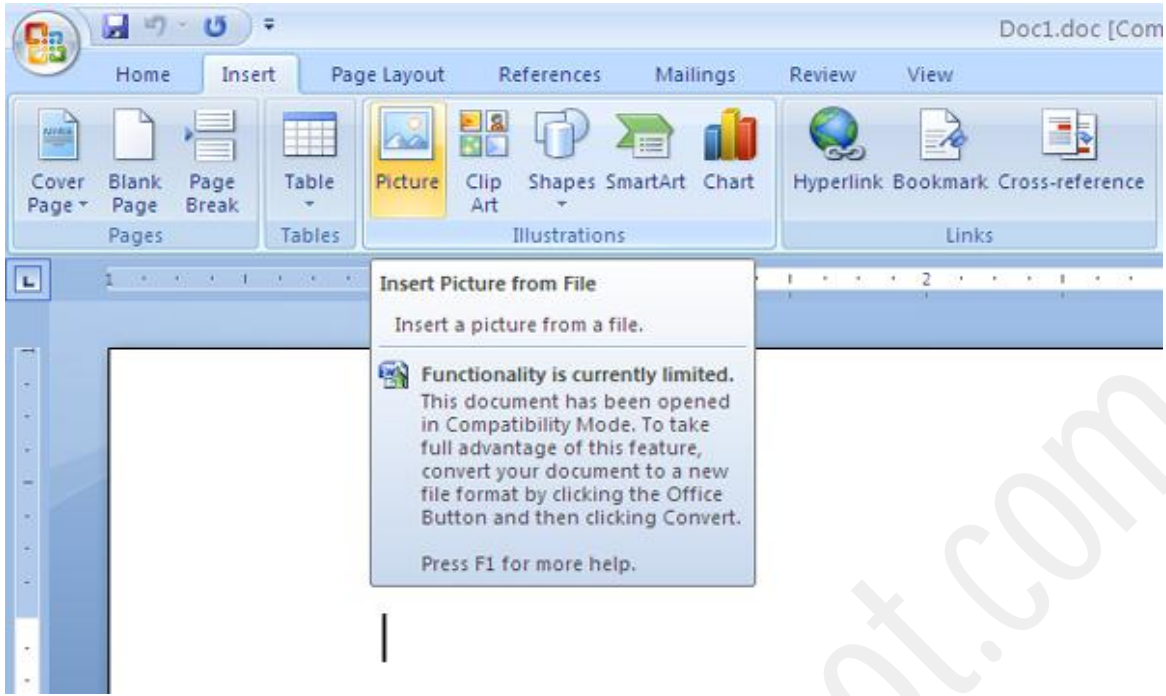 Doc1.doc [Com
Home Insert Page Layout References Mailings Review View
Cover Page Blank Page Page Break Table Picture Clip Art Shapes SmartArt Chart Hyperlink Bookmark Cross-reference
Pages Tables Illustrations Links
1 2
Insert Picture from File
Insert a picture from a file.
Functionality is currently limited.
This document has been opened
in Compatibility Mode. To take
full advantage of this feature,
convert your document to a new
file format by clicking the Office
Button and then clicking Convert.
Press F1 for more help.
ot.com